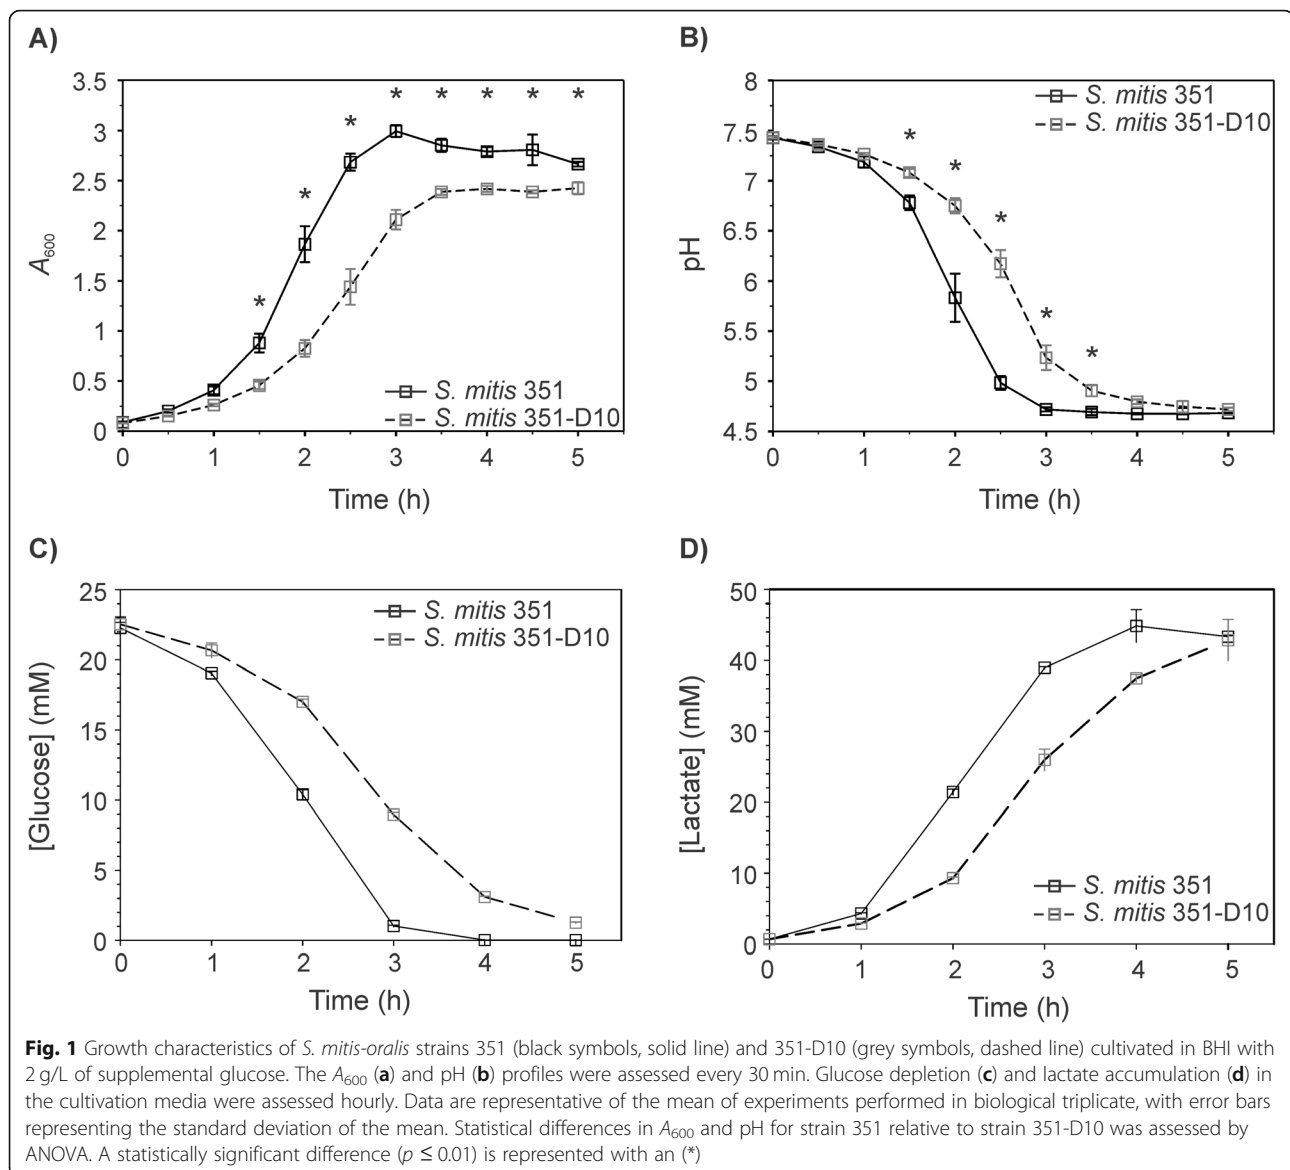 A)
3.5
3
2.5
2
1.5
1
0.5
0
A600
* * * * * * * *
S. mitis 351
S. mitis 351-D10
0 1 2 3 4 5
Time (h)
B)
8
7.5
7
6.5
6
5.5
5
4.5
pH
S. mitis 351
S. mitis 351-D10
* * * * *
0 1 2 3 4 5
Time (h)
C)
25
20
15
10
5
0
[Glucose] (mM)
S. mitis 351
S. mitis 351-D10
0 1 2 3 4 5
Time (h)
D)
50
40
30
20
10
0
[Lactate] (mM)
S. mitis 351
S. mitis 351-D10
0 1 2 3 4 5
Time (h)
Fig. 1 Growth characteristics of S. mitis-oralis strains 351 (black symbols, solid line) and 351-D10 (grey symbols, dashed line) cultivated in BHI with
2 g/L of supplemental glucose. The A600 (a) and pH (b) profiles were assessed every 30 min. Glucose depletion (c) and lactate accumulation (d) in
the cultivation media were assessed hourly. Data are representative of the mean of experiments performed in biological triplicate, with error bars
representing the standard deviation of the mean. Statistical differences in A600 and pH for strain 351 relative to strain 351-D10 was assessed by
ANOVA. A statistically significant difference (p ≤ 0.01) is represented with an (*)